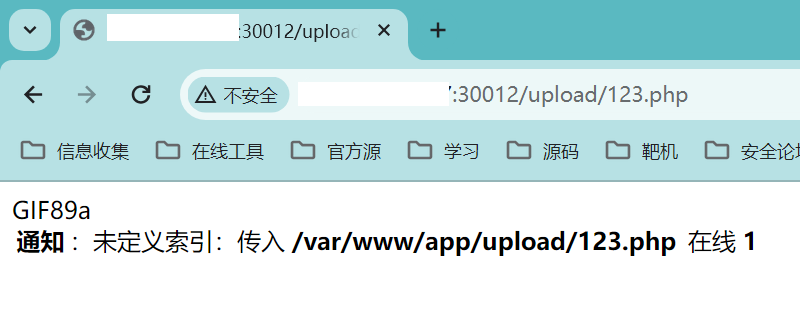 :30012/upload
不安全
:30012/upload/123.php
信息收集 在线工具 官方源 学习 源码 靶机 安全论坛
GIF89a
通知： 未定义索引：传入 /var/www/app/upload/123.php 在线 1